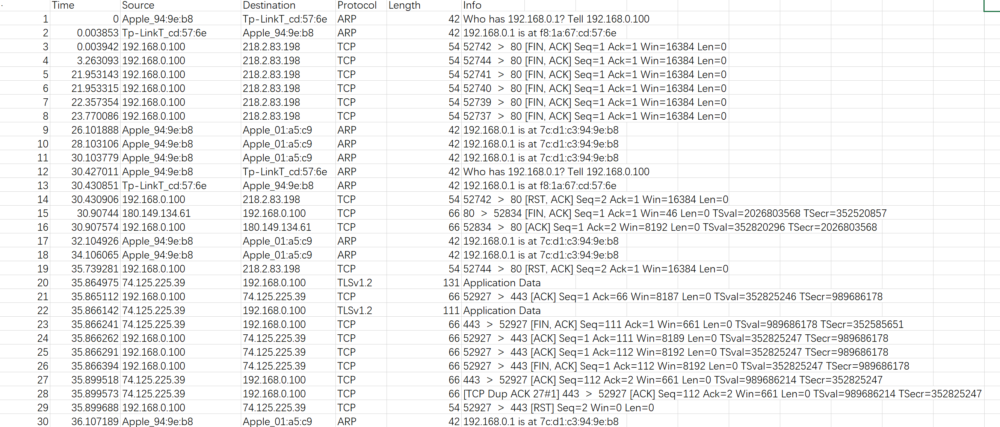 . Time Source Destination Protocol Length Info
1 0 Apple_94:9e:b8 Tp-LinkT_cd:57:6e ARP 42 Who has 192.168.0.1? Tell 192.168.0.100
2 0.003853 Tp-LinkT_cd:57:6e Apple_94:9e:b8 ARP 42 192.168.0.1 is at f8:1a:67:cd:57:6e
3 0.003942 192.168.0.100 218.2.83.198 TCP 54 52742 > 80 [FIN, ACK] Seq=1 Ack=1 Win=16384 Len=0
4 3.263093 192.168.0.100 218.2.83.198 TCP 54 52744 > 80 [FIN, ACK] Seq=1 Ack=1 Win=16384 Len=0
5 21.953143 192.168.0.100 218.2.83.198 TCP 54 52741 > 80 [FIN, ACK] Seq=1 Ack=1 Win=16384 Len=0
6 21.953315 192.168.0.100 218.2.83.198 TCP 54 52740 > 80 [FIN, ACK] Seq=1 Ack=1 Win=16384 Len=0
7 22.357354 192.168.0.100 218.2.83.198 TCP 54 52739 > 80 [FIN, ACK] Seq=1 Ack=1 Win=16384 Len=0
8 23.770086 192.168.0.100 218.2.83.198 TCP 54 52737 > 80 [FIN, ACK] Seq=1 Ack=1 Win=16384 Len=0
9 26.101888 Apple_94:9e:b8 Apple_01:a5:c9 ARP 42 192.168.0.1 is at 7c:d1:c3:94:9e:b8
10 28.103106 Apple_94:9e:b8 Apple_01:a5:c9 ARP 42 192.168.0.1 is at 7c:d1:c3:94:9e:b8
11 30.103779 Apple_94:9e:b8 Apple_01:a5:c9 ARP 42 192.168.0.1 is at 7c:d1:c3:94:9e:b8
12 30.427011 Apple_94:9e:b8 Tp-LinkT_cd:57:6e ARP 42 Who has 192.168.0.1? Tell 192.168.0.100
13 30.430851 Tp-LinkT_cd:57:6e Apple_94:9e:b8 ARP 42 192.168.0.1 is at f8:1a:67:cd:57:6e
14 30.430906 192.168.0.100 218.2.83.198 TCP 54 52742 > 80 [RST, ACK] Seq=2 Ack=1 Win=16384 Len=0
15 30.90744 180.149.134.61 192.168.0.100 TCP 66 80 > 52834 [FIN, ACK] Seq=1 Ack=1 Win=46 Len=0 TSval=2026803568 TSecr=352520857
16 30.907574 192.168.0.100 180.149.134.61 TCP 66 52834 > 80 [ACK] Seq=1 Ack=2 Win=8192 Len=0 TSval=352820296 TSecr=2026803568
17 32.104926 Apple_94:9e:b8 Apple_01:a5:c9 ARP 42 192.168.0.1 is at 7c:d1:c3:94:9e:b8
18 34.106065 Apple_94:9e:b8 Apple_01:a5:c9 ARP 42 192.168.0.1 is at 7c:d1:c3:94:9e:b8
19 35.739281 192.168.0.100 218.2.83.198 TCP 54 52744 > 80 [RST, ACK] Seq=2 Ack=1 Win=16384 Len=0
20 35.864975 74.125.225.39 192.168.0.100 TLSv1.2 131 Application Data
21 35.865112 192.168.0.100 74.125.225.39 TCP 66 52927 > 443 [ACK] Seq=1 Ack=66 Win=8187 Len=0 TSval=352825246 TSecr=989686178
22 35.866142 74.125.225.39 192.168.0.100 TLSv1.2 111 Application Data
23 35.866241 74.125.225.39 192.168.0.100 TCP 66 443 > 52927 [FIN, ACK] Seq=111 Ack=1 Win=661 Len=0 TSval=989686178 TSecr=352585651
24 35.866262 192.168.0.100 74.125.225.39 TCP 66 52927 > 443 [ACK] Seq=1 Ack=111 Win=8189 Len=0 TSval=352825247 TSecr=989686178
25 35.866291 192.168.0.100 74.125.225.39 TCP 66 52927 > 443 [ACK] Seq=1 Ack=112 Win=8192 Len=0 TSval=352825247 TSecr=989686178
26 35.866394 192.168.0.100 74.125.225.39 TCP 66 52927 > 443 [FIN, ACK] Seq=1 Ack=112 Win=8192 Len=0 TSval=352825247 TSecr=989686178
27 35.899518 74.125.225.39 192.168.0.100 TCP 66 443 > 52927 [ACK] Seq=112 Ack=2 Win=661 Len=0 TSval=989686214 TSecr=352825247
28 35.899573 74.125.225.39 192.168.0.100 TCP 66 [TCP Dup ACK 27#1] 443 > 52927 [ACK] Seq=112 Ack=2 Win=661 Len=0 TSval=989686214 TSecr=352825247
29 35.899688 192.168.0.100 74.125.225.39 TCP 54 52927 > 443 [RST] Seq=2 Win=0 Len=0
30 36.107189 Apple_94:9e:b8 Apple_01:a5:c9 ARP 42 192.168.0.1 is at 7c:d1:c3:94:9e:b8